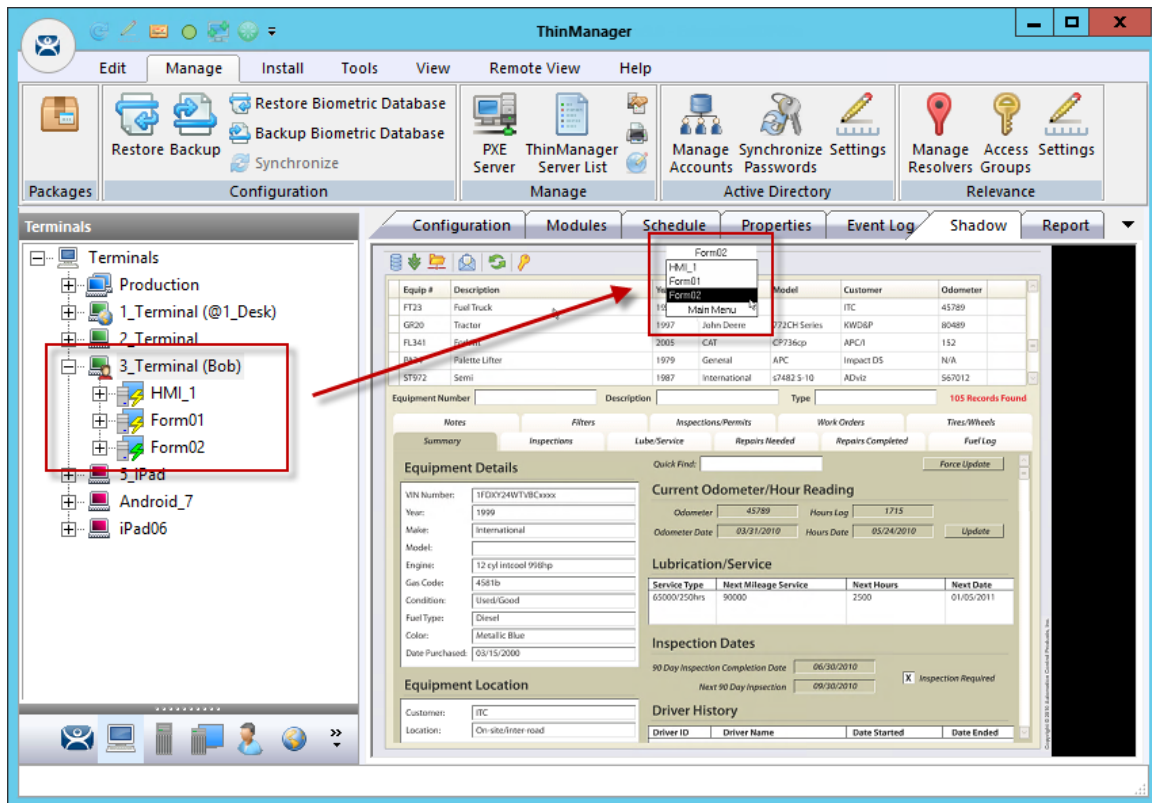 ThinManager
Edit Manage Install Tools View Remote View Help
Restore Biometric Database
Backup Biometric Database
Synchronize
Restore Backup
PXE Server
ThinManager Server List
Manage Accounts
Synchronize Passwords
Settings
Manage Resolvers
Access Groups
Settings
Packages Configuration Manage Active Directory Relevance
Terminals
Terminals
Production
1_Terminal (@1_Desk)
2_Terminal
3_Terminal (Bob)
HMI_1
Form01
Form02
5_iPad
Android_7
iPad06
Configuration Modules Schedule Properties Event Log Shadow Report
Form02
HMI_1
Form01
Form02
Main Menu
Equip # Description Model Customer Odometer
FT23 Fuel Truck ITC 45789
GR20 Tractor 1997 John Deere 772CH Series KWD&P 80489
FL341 2005 CAT CP736cp APC/I 152
Palette Lifter 1979 General APC Impact DS N/A
ST972 Semi 1987 International s7482 S-10 ADviz 567012
Equipment Number Description Type 105 Records Found
Notes Filters Inspections/Permits Work Orders Tires/Wheels
Summary Inspections Lube/Service Repairs Needed Repairs Completed Fuel Log
Equipment Details
VIN Number: 1FDXY24WTVBCxxxx
Year: 1999
Make: International
Model:
Engine: 12 cyl intcool 998hp
Gas Code: 4581b
Condition: Used/Good
Fuel Type: Diesel
Color: Metallic Blue
Date Purchased: 03/15/2000
Equipment Location
Customer: ITC
Location: On-site/inter-road
Quick Find: Force Update
Current Odometer/Hour Reading
Odometer 45789 Hours Log 1715
Odometer Date 03/31/2010 Hours Date 05/24/2010 Update
Lubrication/Service
Service Type Next Mileage Service Next Hours Next Date
65000/250hrs 90000 2500 01/05/2011
Inspection Dates
90 Day Inspection Completion Date 06/30/2010
Next 90 Day Inpsection 09/30/2010
X Inspection Required
Driver History
Driver ID Driver Name Date Started Date Ended
Copyright © 2010 Automation Control Products, Inc.